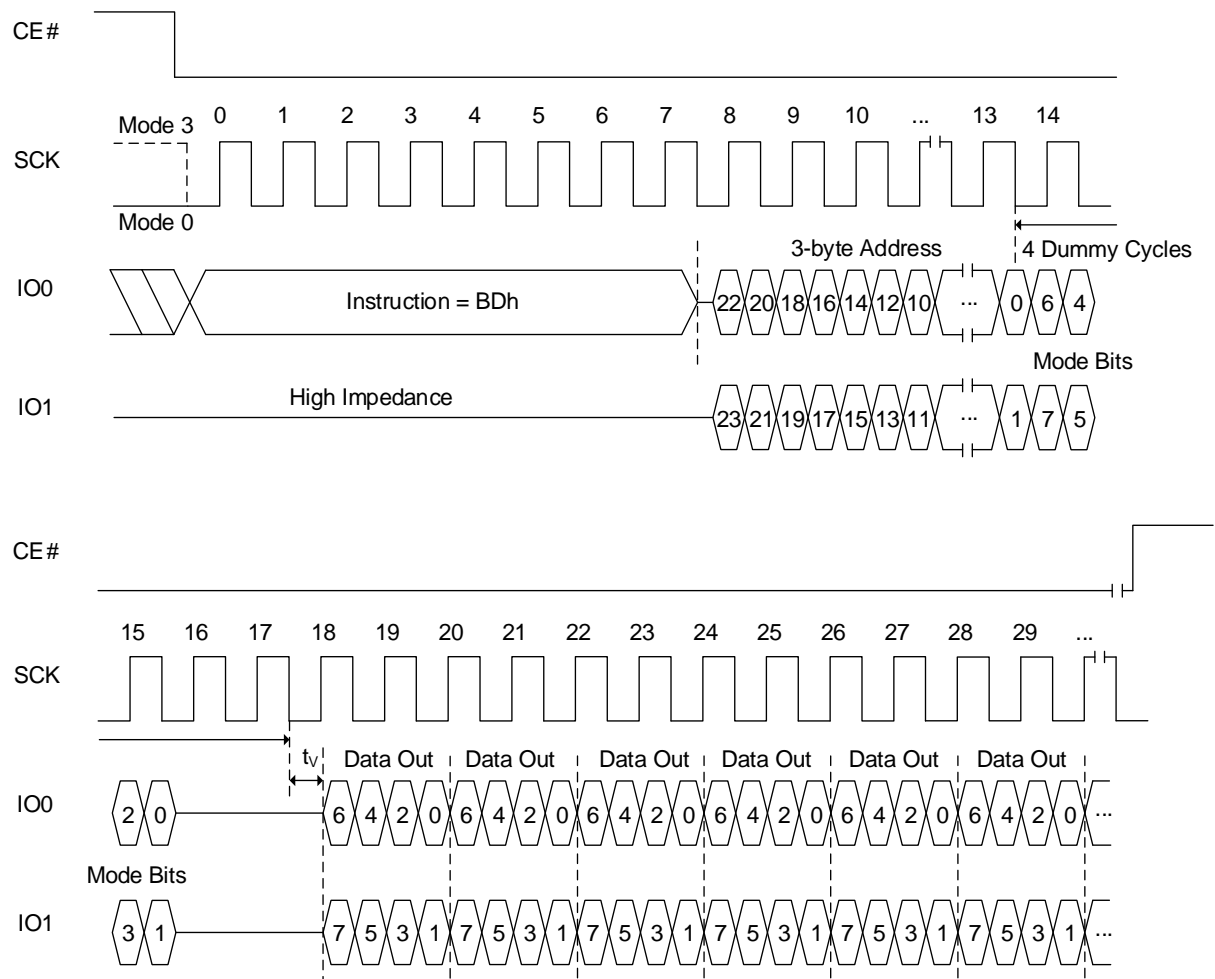 CE#
0 1 2 3 4 5 6 7 8 9 10 ... 13 14
Mode 3
SCK
Mode 0
3-byte Address
4 Dummy Cycles
IO0
Instruction = BDh
22 20 18 16 14 12 10 ... 0 6 4
Mode Bits
IO1
High Impedance
23 21 19 17 15 13 11 ... 1 7 5
CE#
15 16 17 18 19 20 21 22 23 24 25 26 27 28 29 ...
SCK
tV
Data Out Data Out Data Out Data Out Data Out Data Out
IO0
2 0 6 4 2 0 6 4 2 0 6 4 2 0 6 4 2 0 6 4 2 0 6 4 2 0 ...
Mode Bits
IO1
3 1 7 5 3 1 7 5 3 1 7 5 3 1 7 5 3 1 7 5 3 1 7 5 3 1 ...